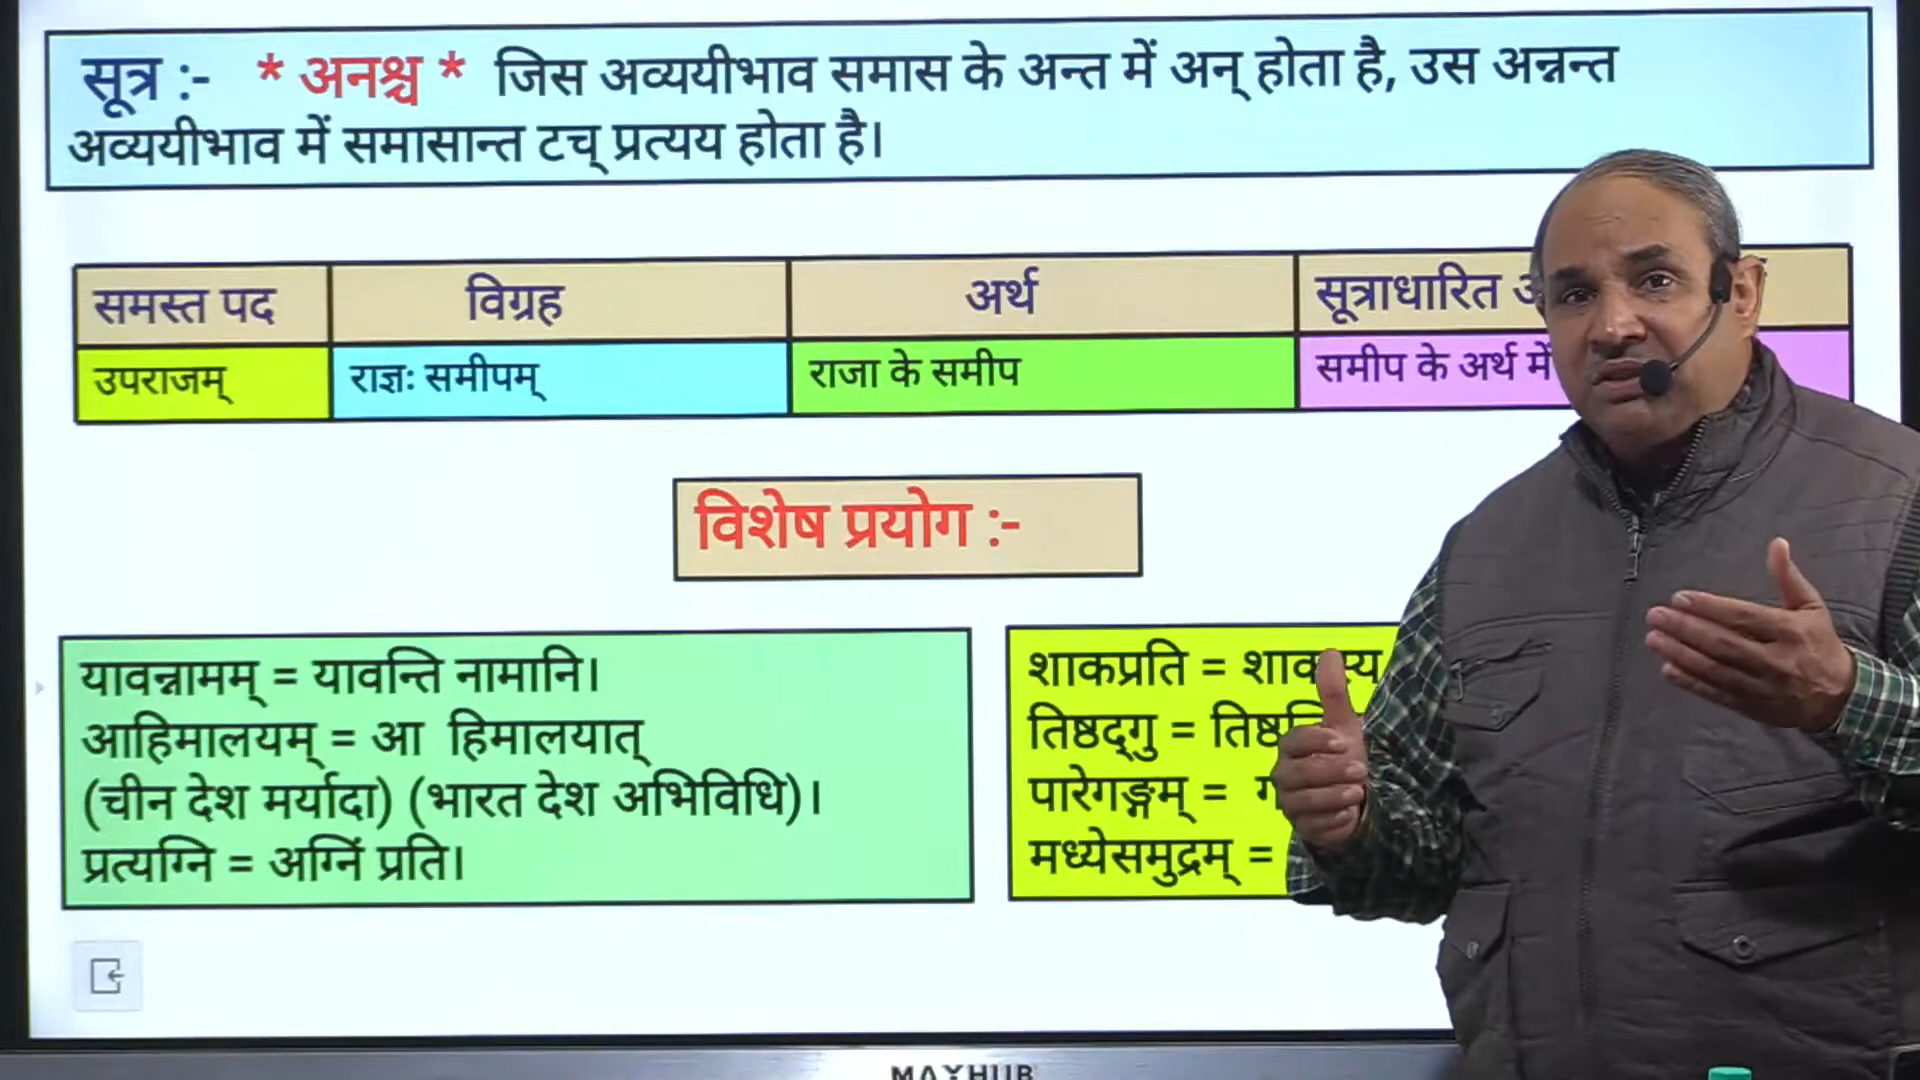 सूत्र :- * अनश्च * जिस अव्ययीभाव समास के अन्त में अन् होता है, उस अन्नन्त
अव्ययीभाव में समासान्त टच् प्रत्यय होता है।
समस्त पद विग्रह अर्थ सूत्राधारित
उपराजम् राज्ञः समीपम् राजा के समीप समीप के अर्थ में
विशेष प्रयोग :-
यावन्नामम् = यावन्ति नामानि।
आहिमालयम् = आ हिमालयात्
(चीन देश मर्यादा) (भारत देश अभिविधि)।
प्रत्यग्नि = अग्निं प्रति।
शाकप्रति =
तिष्ठद्गु =
पारेगङ्गम् =
मध्येसमुद्रम् =
MAXHUB